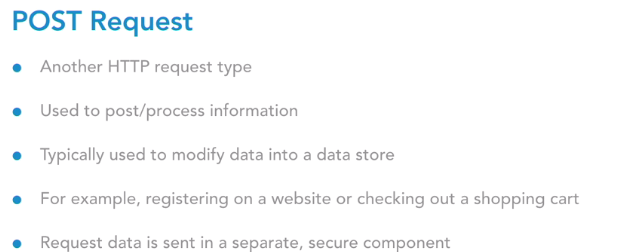 POST Request
Another HTTP request type
Used to post/process information
Typically used to modify data into a data store
For example, registering on a website or checking out a shopping cart
Request data is sent in a separate, secure component